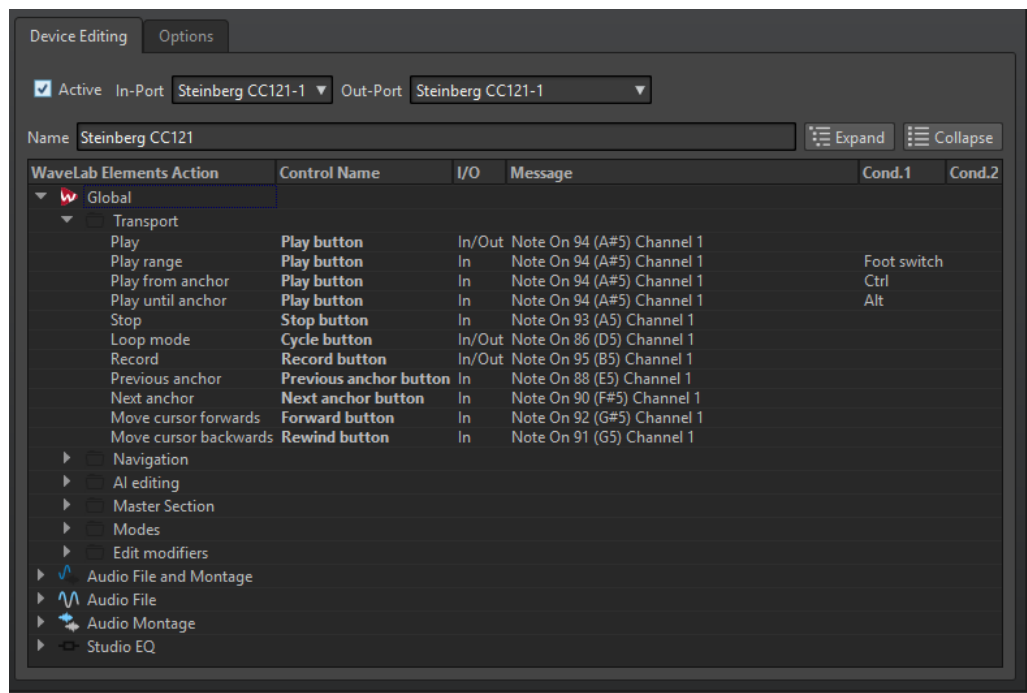 Device Editing Options
Active In-Port Steinberg CC121-1 Out-Port Steinberg CC121-1
Name Steinberg CC121 Expand Collapse
WaveLab Elements Action Control Name I/O Message Cond.1 Cond.2
Global
Transport
Play Play button In/Out Note On 94 (A#5) Channel 1
Play range Play button In Note On 94 (A#5) Channel 1 Foot switch
Play from anchor Play button In Note On 94 (A#5) Channel 1 Ctrl
Play until anchor Play button In Note On 94 (A#5) Channel 1 Alt
Stop Stop button In Note On 93 (A5) Channel 1
Loop mode Cycle button In/Out Note On 86 (D5) Channel 1
Record Record button In/Out Note On 95 (B5) Channel 1
Previous anchor Previous anchor button In Note On 88 (E5) Channel 1
Next anchor Next anchor button In Note On 90 (F#5) Channel 1
Move cursor forwards Forward button In Note On 92 (G#5) Channel 1
Move cursor backwards Rewind button In Note On 91 (G5) Channel 1
Navigation
AI editing
Master Section
Modes
Edit modifiers
Audio File and Montage
Audio File
Audio Montage
Studio EQ